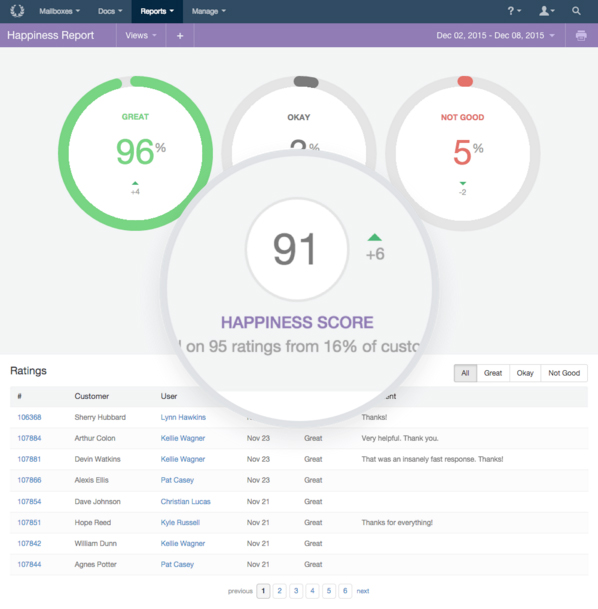 Mailboxes Docs Reports Manage ?
Happiness Report Views + Dec 02, 2015 - Dec 08, 2015
GREAT OKAY NOT GOOD
96% % 5%
+4 -2
91 +6
HAPPINESS SCORE
on 95 ratings from 16% of custo
Ratings All Great Okay Not Good
# Customer User
106368 Sherry Hubbard Lynn Hawkins Thanks!
107884 Arthur Colon Kellie Wagner Nov 23 Great Very helpful. Thank you.
107881 Devin Watkins Kellie Wagner Nov 23 Great That was an insanely fast response. Thanks!
107866 Alexis Ellis Pat Casey Nov 23 Great
107854 Dave Johnson Christian Lucas Nov 21 Great
107851 Hope Reed Kyle Russell Nov 21 Great Thanks for everything!
107842 William Dunn Kellie Wagner Nov 21 Great
107844 Agnes Potter Pat Casey Nov 21 Great
previous 1 2 3 4 5 6 next